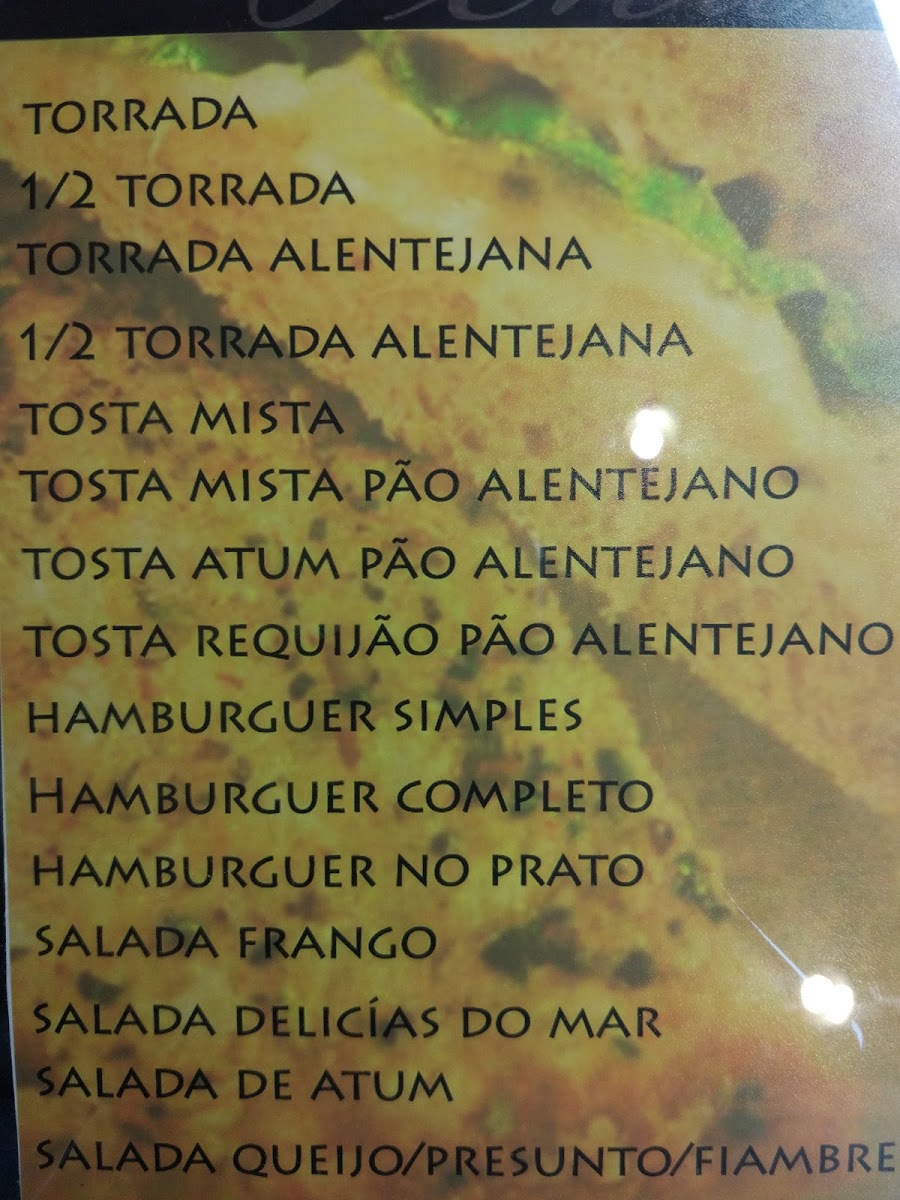 TORRADA
1/2 TORRADA
TORRADA ALENTEJANA
1/2 TORRADA ALENTEJANA
TOSTA MISTA
TOSTA MISTA PÃO ALENTEJANO
TOSTA ATUM PÃO ALENTEJANO
TOSTA REQUIJÃO PÃO ALENTEJANO
HAMBURGUER SIMPLES
HAMBURGUER COMPLETO
HAMBURGUER NO PRATO
SALADA FRANGO
SALADA DELICÍAS DO MAR
SALADA DE ATUM
SALADA QUEIJO/PRESUNTO/FIAMBRE